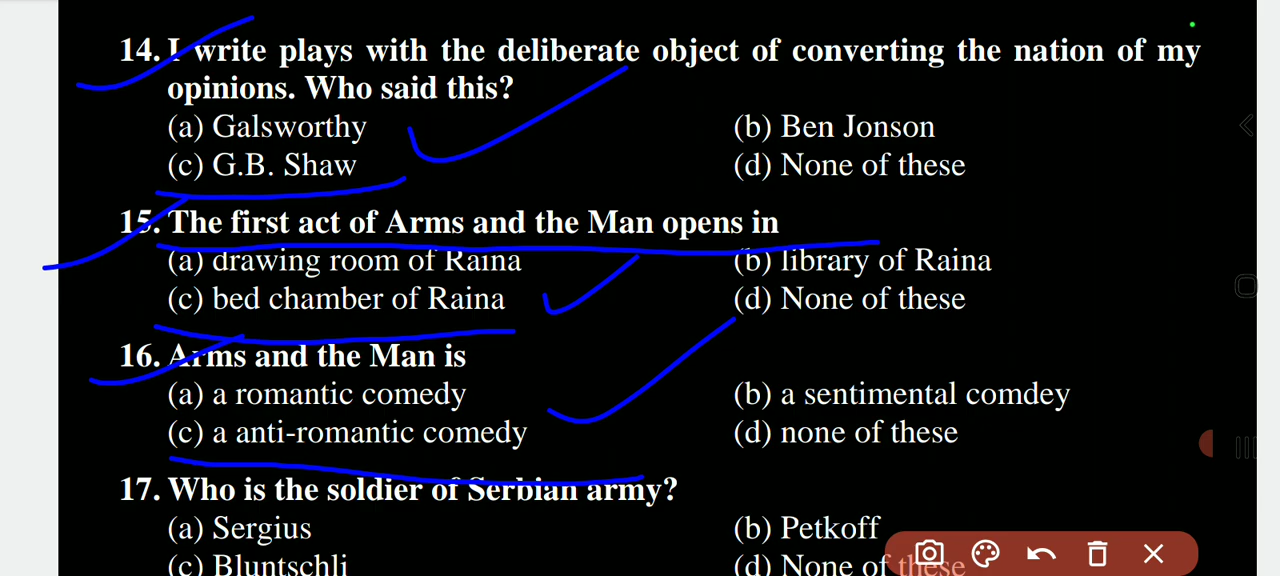 14. I write plays with the deliberate object of converting the nation of my
opinions. Who said this?
(a) Galsworthy (b) Ben Jonson
(c) G.B. Shaw (d) None of these
15. The first act of Arms and the Man opens in
(a) drawing room of Raina (b) library of Raina
(c) bed chamber of Raina (d) None of these
16. Arms and the Man is
(a) a romantic comedy (b) a sentimental comdey
(c) a anti-romantic comedy (d) none of these
17. Who is the soldier of Serbian army?
(a) Sergius (b) Petkoff
(c) Bluntschli (d) None of these